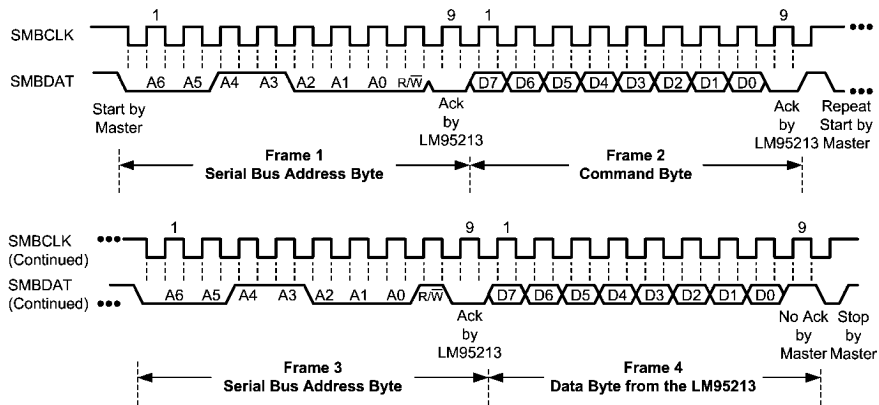 1 9 1 9
SMBCLK
SMBDAT A6 A5 A4 A3 A2 A1 A0 R/W̅ D7 D6 D5 D4 D3 D2 D1 D0
Start by Master
Ack by LM95213
Ack by LM95213
Repeat Start by Master
Frame 1
Serial Bus Address Byte
Frame 2
Command Byte
1 9 1 9
SMBCLK
(Continued)
SMBDAT
(Continued)
A6 A5 A4 A3 A2 A1 A0 R/W̅ D7 D6 D5 D4 D3 D2 D1 D0
Ack by LM95213
No Ack by Master
Stop by Master
Frame 3
Serial Bus Address Byte
Frame 4
Data Byte from the LM95213